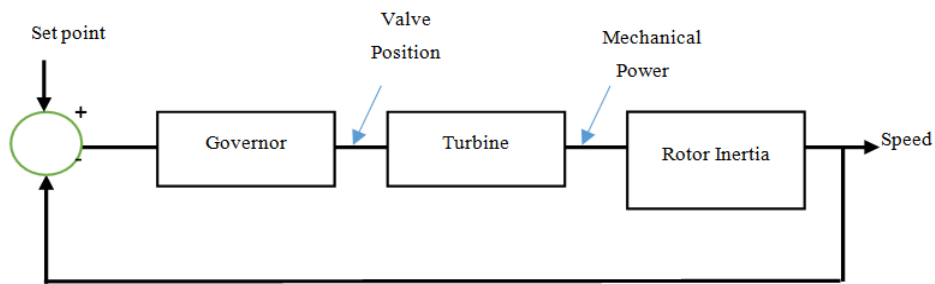 Set point
Valve
Position
Mechanical
Power
+
-
Governor
Turbine
Rotor Inertia
Speed